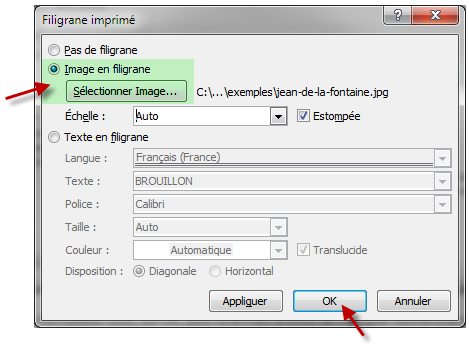 Filigrane imprimé
Pas de filigrane
Image en filigrane
Sélectionner Image... C:\...\exemples\jean-de-la-fontaine.jpg
Échelle : Auto Estompée
Texte en filigrane
Langue : Français (France)
Texte : BROUILLON
Police : Calibri
Taille : Auto
Couleur : Automatique Translucide
Disposition : Diagonale Horizontal
Appliquer OK Annuler